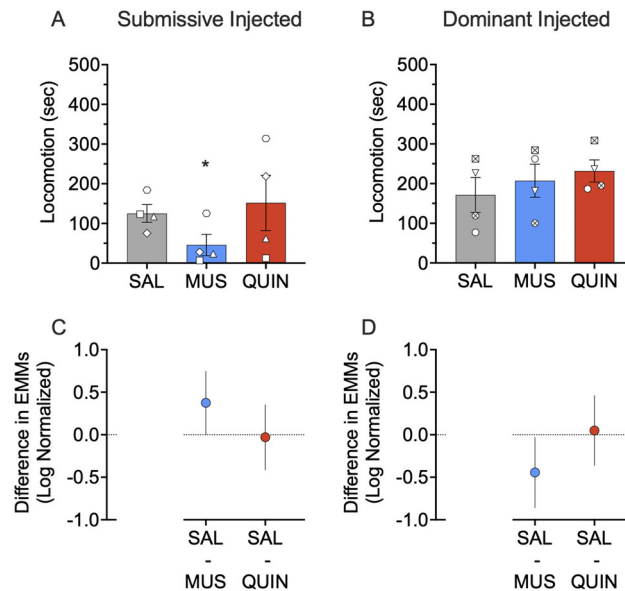 A Submissive Injected
B Dominant Injected
Locomotion (sec)
500
400
300
200
100
0
*
SAL MUS QUIN
Locomotion (sec)
500
400
300
200
100
0
SAL MUS QUIN
C
Difference in EMMs
(Log Normalized)
1.0
0.5
0.0
-0.5
-1.0
SAL SAL
- -
MUS QUIN
D
Difference in EMMs
(Log Normalized)
1.0
0.5
0.0
-0.5
-1.0
SAL SAL
- -
MUS QUIN